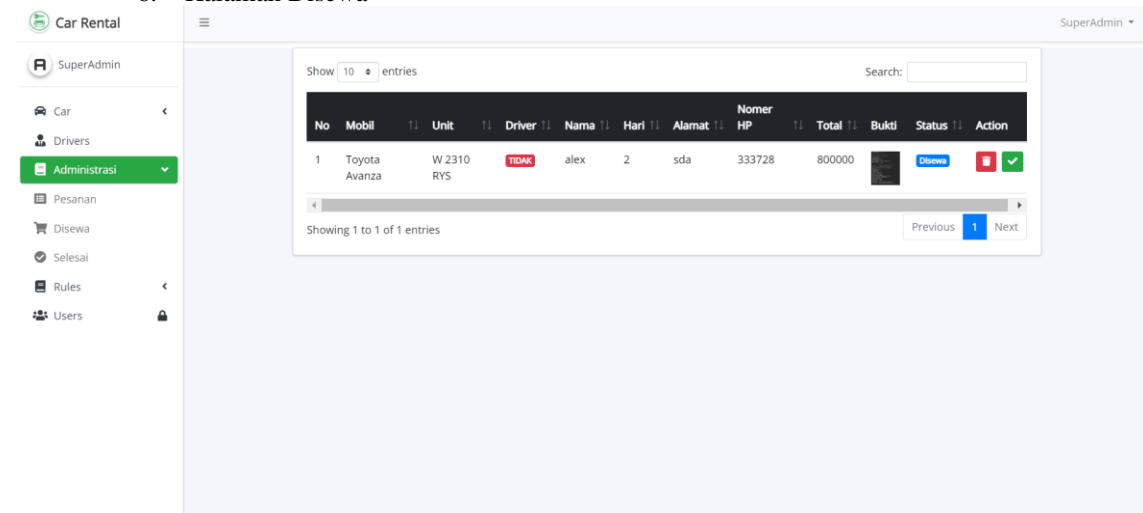 Halaman Disewa
Car Rental
SuperAdmin
SuperAdmin
Car
Drivers
Administrasi
Pesanan
Disewa
Selesai
Rules
Users
Show 10 entries
Search:
No Mobil Unit Driver Nama Hari Alamat Nomer HP Total Bukti Status Action
1 Toyota Avanza W 2310 RYS TIDAK alex 2 sda 333728 800000 Disewa
Showing 1 to 1 of 1 entries
Previous 1 Next